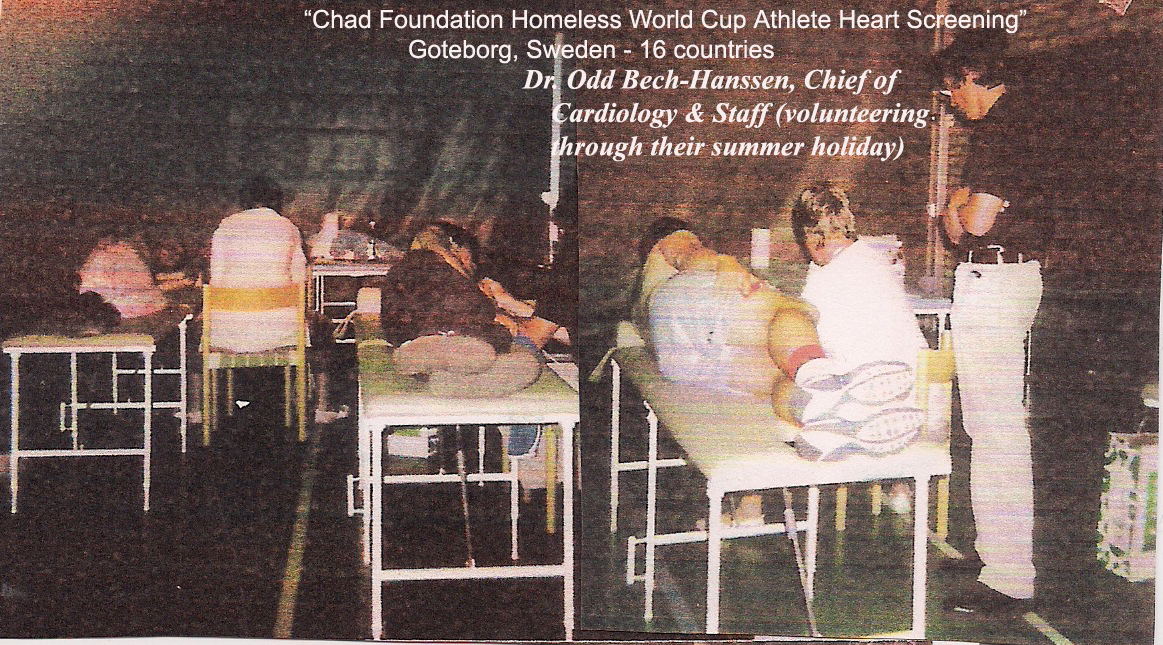 “Chad Foundation Homeless World Cup Athlete Heart Screening”
Goteborg, Sweden - 16 countries
Dr. Odd Bech-Hanssen, Chief of
Cardiology & Staff (volunteering
through their summer holiday)